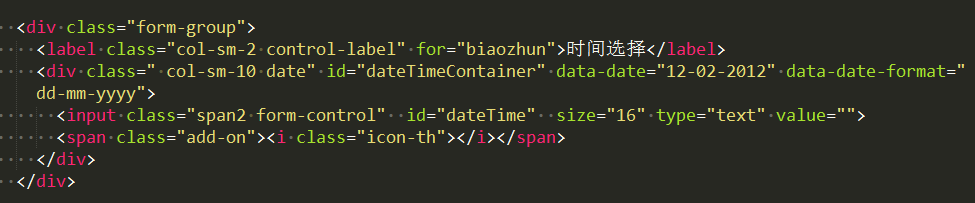 <div class="form-group">
<label class="col-sm-2 control-label" for="biaozhun">时间选择</label>
<div class=" col-sm-10 date" id="dateTimeContainer" data-date="12-02-2012" data-date-format="
dd-mm-yyyy">
<input class="span2 form-control"  id="dateTime"  size="16" type="text" value="">
<span class="add-on"><i class="icon-th"></i></span>
</div>
</div>